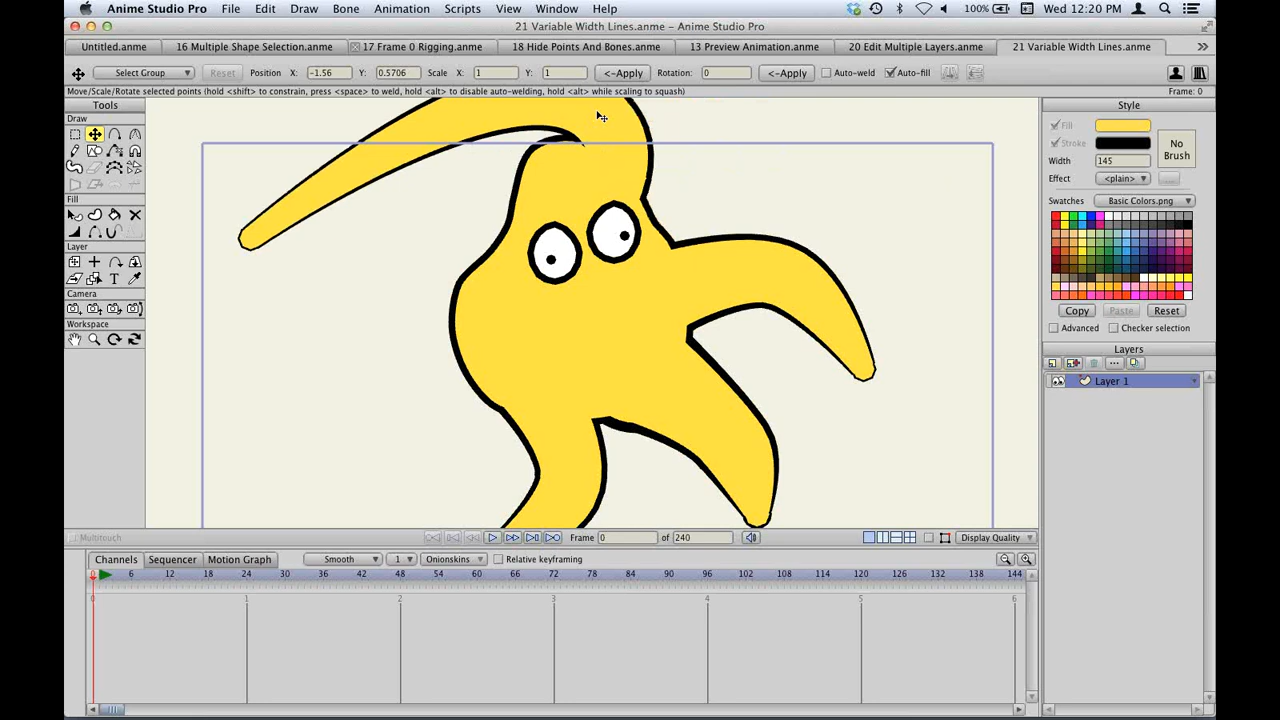 Anime Studio Pro File Edit Draw Bone Animation Scripts View Window Help 100% Wed 12:20 PM
21 Variable Width Lines.anme - Anime Studio Pro
Untitled.anme 16 Multiple Shape Selection.anme 17 Frame 0 Rigging.anme 18 Hide Points And Bones.anme 13 Preview Animation.anme 20 Edit Multiple Layers.anme 21 Variable Width Lines.anme
Select Group Reset Position X: -1.56 Y: 0.5706 Scale X: 1 Y: 1 <-Apply Rotation: 0 <-Apply Auto-weld Auto-fill
Move/Scale/Rotate selected points (hold <shift> to constrain, press <space> to weld, hold <alt> to disable auto-welding, hold <alt> while scaling to squash) Frame: 0
Tools
Draw
Fill
Layer
Camera
Workspace
Style
Fill
Stroke
Width 145
No Brush
Effect <plain> ...
Swatches Basic Colors.png
Copy Paste Reset
Advanced Checker selection
Layers
Layer 1
Multitouch Frame 0 of 240 Display Quality
Channels Sequencer Motion Graph Smooth 1 Onionskins Relative keyframing
0 6 12 18 24 30 36 42 48 54 60 66 72 78 84 90 96 102 108 114 120 126 132 138 144
0 1 2 3 4 5 6